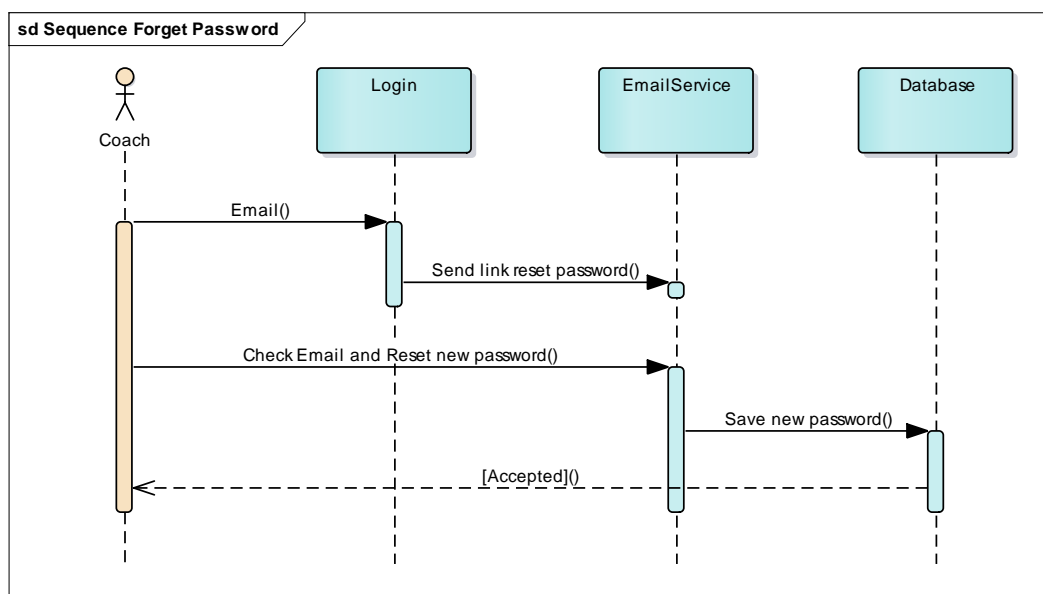 sd Sequence Forget Password
Coach
Login
EmailService
Database
Email()
Send link reset password()
Check Email and Reset new password()
Save new password()
[Accepted]()